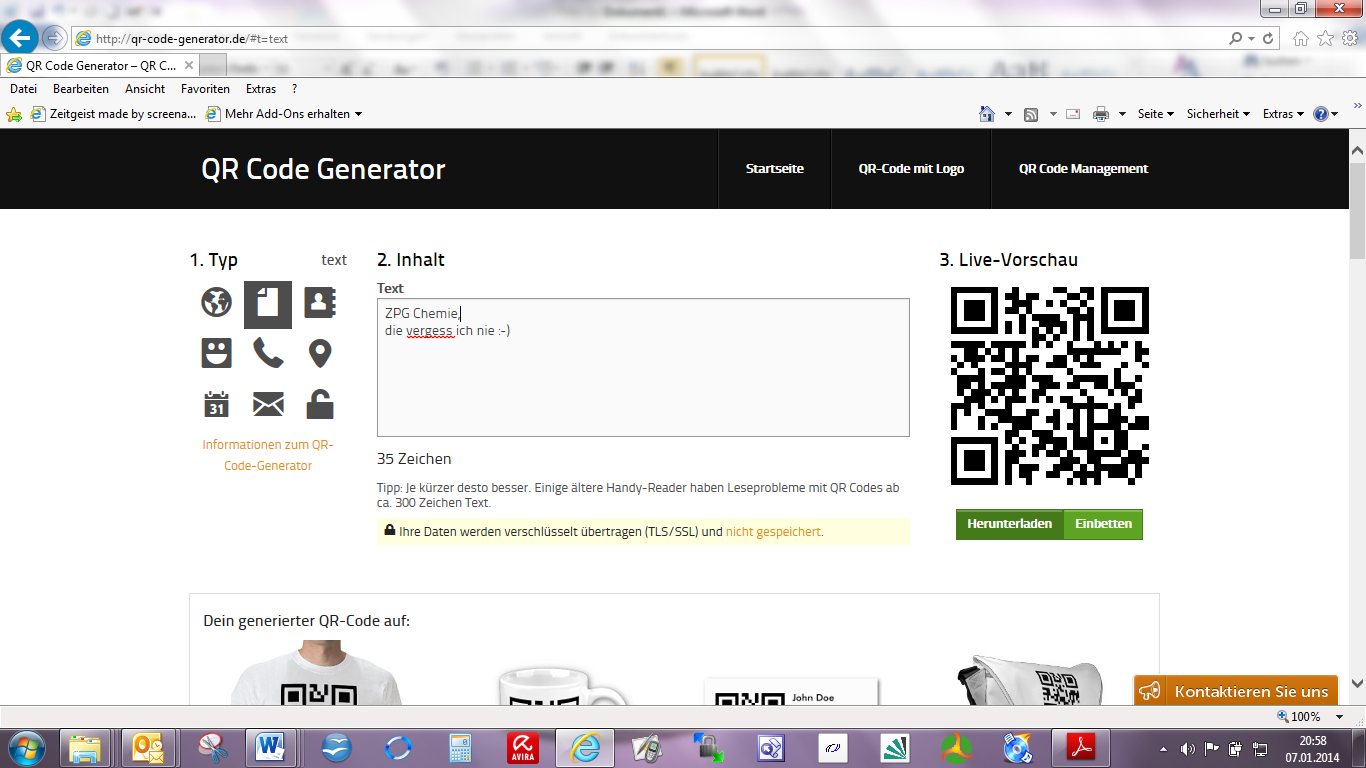 http://qr-code-generator.de/#t=text
QR Code Generator – QR C...
Datei Bearbeiten Ansicht Favoriten Extras ?
Zeitgeist made by screena... Mehr Add-Ons erhalten
Seite Sicherheit Extras
QR Code Generator
Startseite
QR-Code mit Logo
QR Code Management
1. Typ text
31
Informationen zum QR-
Code-Generator
2. Inhalt
Text
ZPG Chemie,
die vergess ich nie :-)
35 Zeichen
Tipp: Je kürzer desto besser. Einige ältere Handy-Reader haben Leseprobleme mit QR Codes ab
ca. 300 Zeichen Text.
Ihre Daten werden verschlüsselt übertragen (TLS/SSL) und nicht gespeichert.
3. Live-Vorschau
Herunterladen Einbetten
Dein generierter QR-Code auf:
John Doe
Kontaktieren Sie uns
100%
AVIRA
20:58
07.01.2014